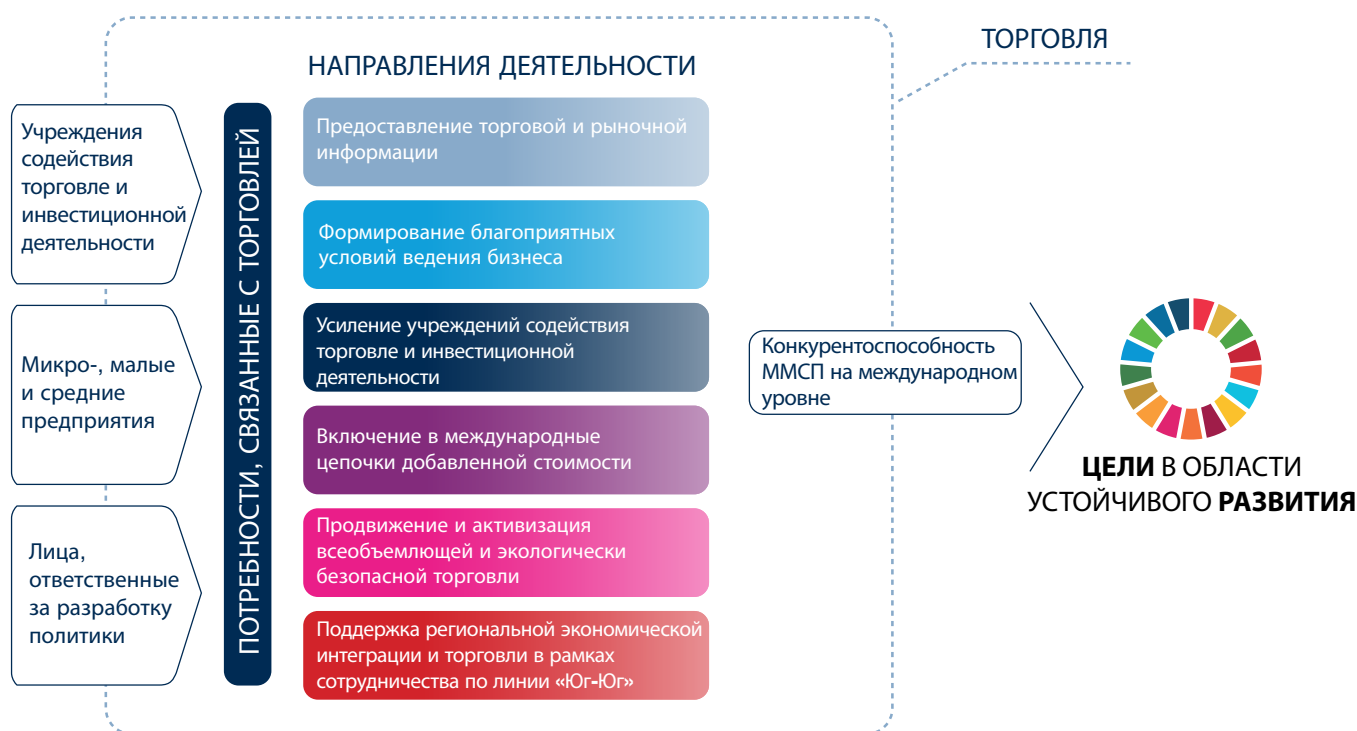 ТОРГОВЛЯ
НАПРАВЛЕНИЯ ДЕЯТЕЛЬНОСТИ
Учреждения
содействия
торговле и
инвестиционной
деятельности
Микро-, малые
и средние
предприятия
Лица,
ответственные
за разработку
политики
ПОТРЕБНОСТИ, СВЯЗАННЫЕ С ТОРГОВЛЕЙ
Предоставление торговой и рыночной
информации
Формирование благоприятных
условий ведения бизнеса
Усиление учреждений содействия
торговле и инвестиционной
деятельности
Включение в международные
цепочки добавленной стоимости
Продвижение и активизация
всеобъемлющей и экологически
безопасной торговли
Поддержка региональной экономической
интеграции и торговли в рамках
сотрудничества по линии «Юг-Юг»
Конкурентоспособность
ММСП на международном
уровне
ЦЕЛИ В ОБЛАСТИ
УСТОЙЧИВОГО РАЗВИТИЯ